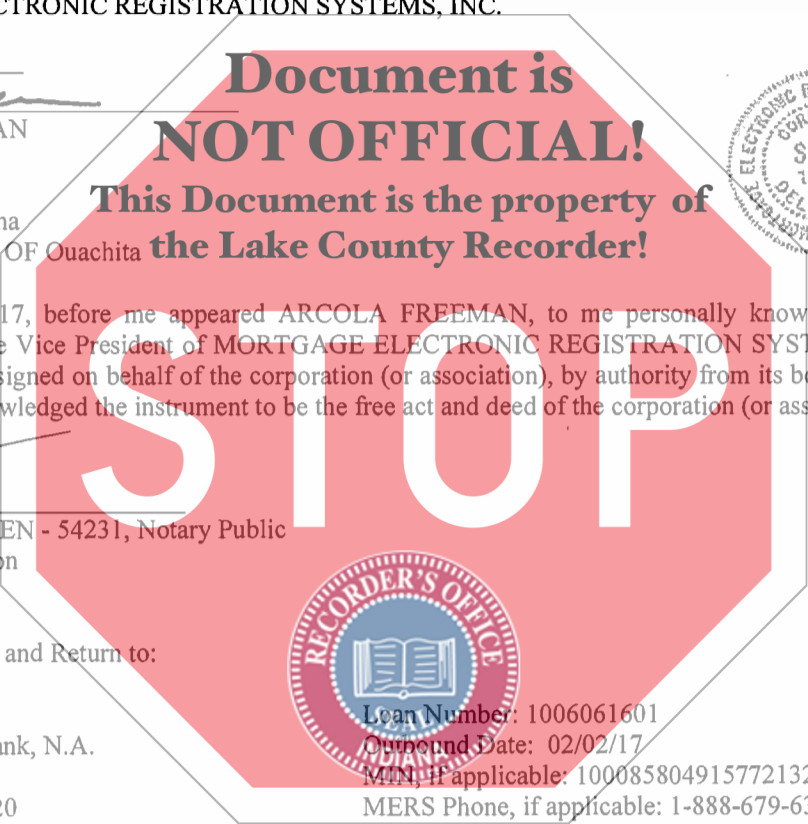 CTRONIC REGISTRATION SYSTEMS, INC.
Document is
NOT OFFICIAL!
AN
This Document is the property of
na
OF Ouachita the Lake County Recorder!
17, before me appeared ARCOLA FREEMAN, to me personally know
e Vice President of MORTGAGE ELECTRONIC REGISTRATION SYST
signed on behalf of the corporation (or association), by authority from its bo
wledged the instrument to be the free act and deed of the corporation (or ass
STOP
EN - 54231, Notary Public
on
RECORDER'S OFFICE
SEAL
INDIANA
and Return to:
Loan Number: 1006061601
ank, N.A.
Outbound Date: 02/02/17
MIN, if applicable: 100085804915772132
20
MERS Phone, if applicable: 1-888-679-63